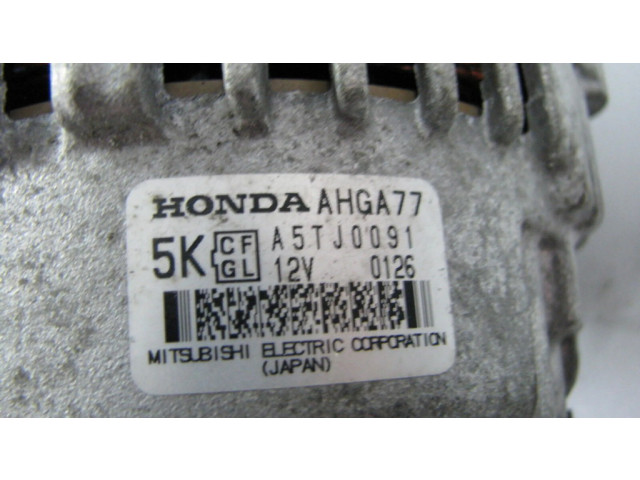 HONDA AHGA77
5K CF GL A5TJ0091
12V 0126
MITSUBISHI ELECTRIC CORPORATION
(JAPAN)